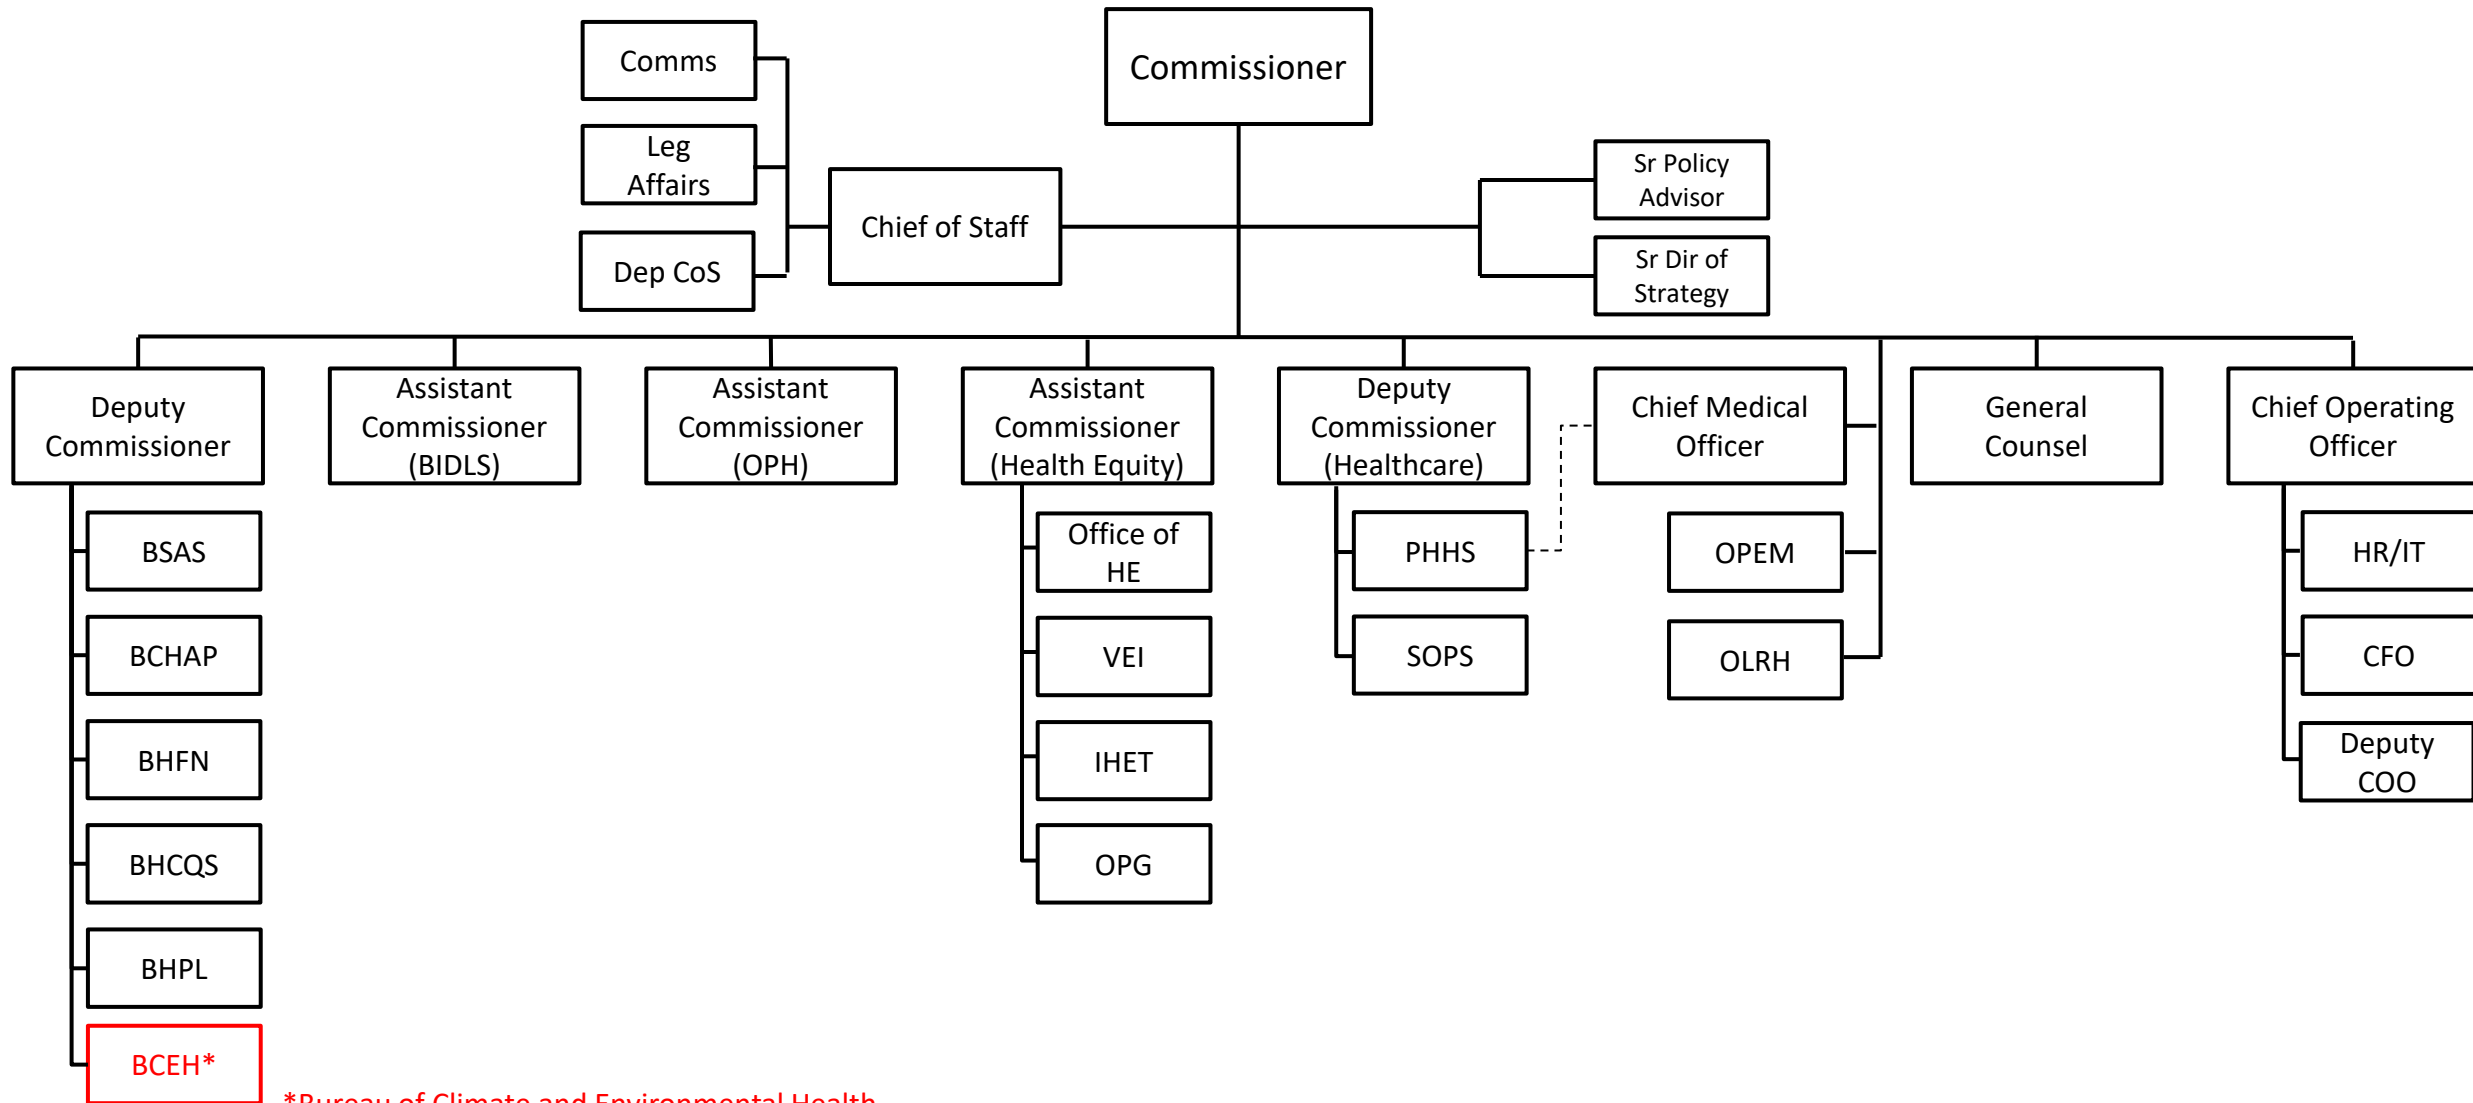 Commissioner
Comms
Leg
Affairs
Dep CoS
Chief of Staff
Sr Policy
Advisor
Sr Dir of
Strategy
Deputy
Commissioner
BSAS
BCHAP
BHFN
BHCQS
BHPL
BCEH*
*Bureau of Climate and Environmental Health
Assistant
Commissioner
(BIDLS)
Assistant
Commissioner
(OPH)
Assistant
Commissioner
(Health Equity)
Office of
HE
VEI
IHET
OPG
Deputy
Commissioner
(Healthcare)
PHHS
SOPS
Chief Medical
Officer
OPEM
OLRH
General
Counsel
Chief Operating
Officer
HR/IT
CFO
Deputy
COO